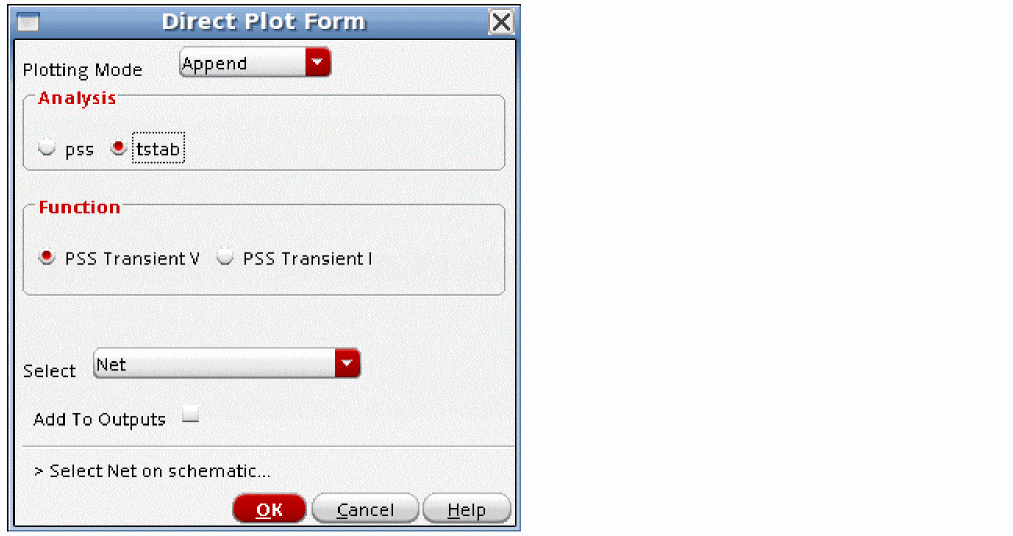 Direct Plot Form
Plotting Mode Append
Analysis
pss tstab
Function
PSS Transient V PSS Transient I
Select Net
Add To Outputs
> Select Net on schematic...
OK Cancel Help